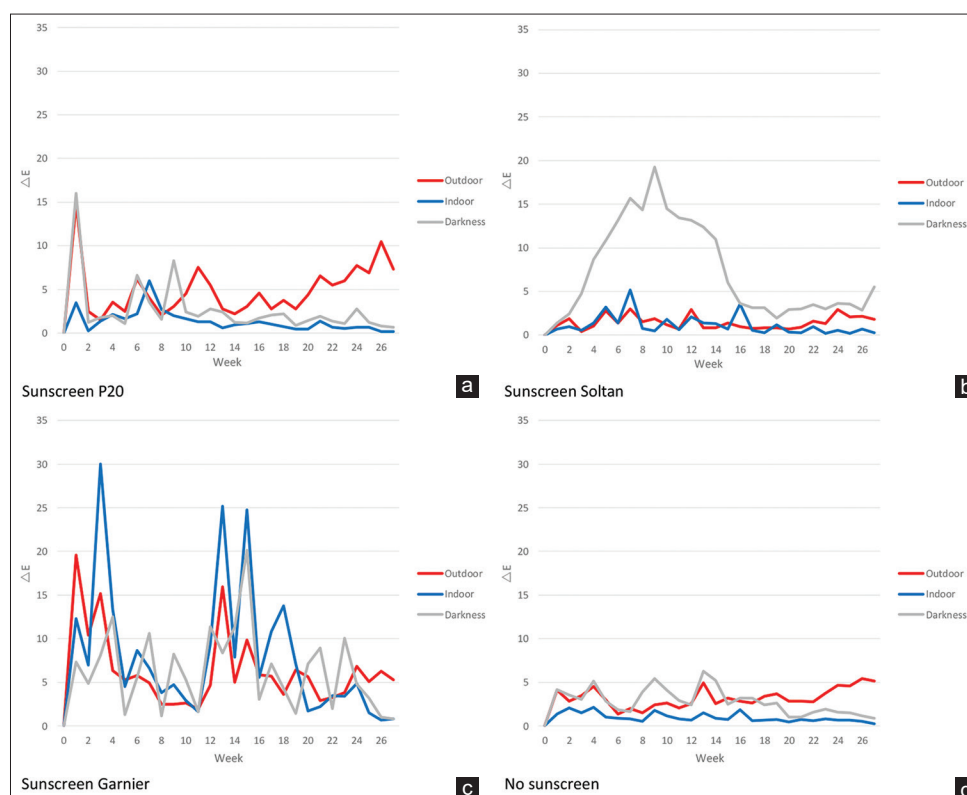 35
30
25
20
15
10
5
0
△E
0 2 4 6 8 10 12 14 16 18 20 22 24 26
Week
Outdoor
Indoor
Darkness
Sunscreen P20
a
35
30
25
20
15
10
5
0
△E
0 2 4 6 8 10 12 14 16 18 20 22 24 26
Week
Outdoor
Indoor
Darkness
Sunscreen Soltan
b
35
30
25
20
15
10
5
0
△E
0 2 4 6 8 10 12 14 16 18 20 22 24 26
Week
Outdoor
Indoor
Darkness
Sunscreen Garnier
c
35
30
25
20
15
10
5
0
△E
0 2 4 6 8 10 12 14 16 18 20 22 24 26
Week
Outdoor
Indoor
Darkness
No sunscreen
d